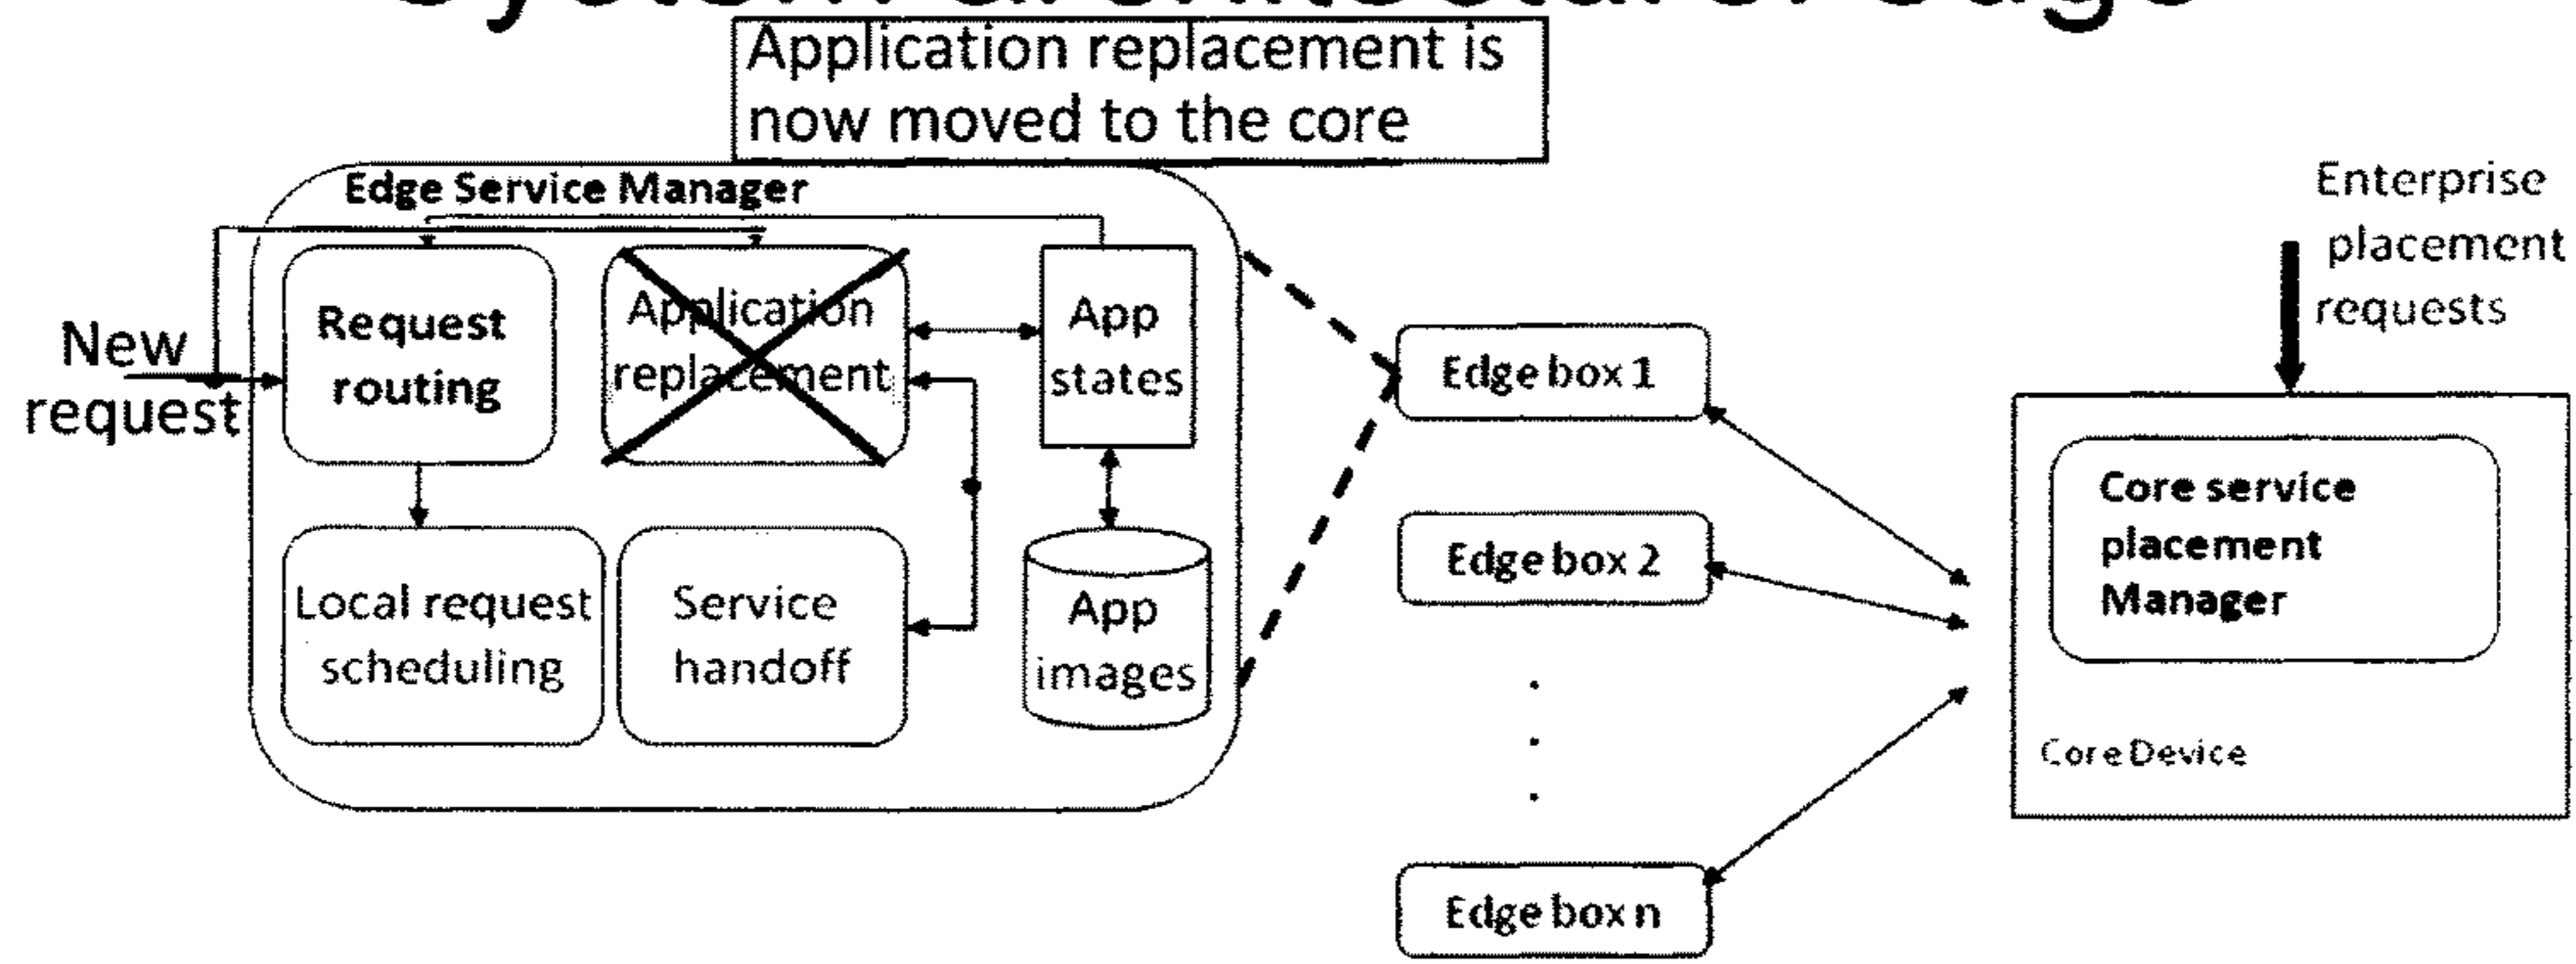 Application replacement is
now moved to the core
Edge Service Manager
New
request
Request
routing
Application
replacement
App
states
Local request
scheduling
Service
handoff
App
images
Edge box 1
Edge box 2
Edge box n
Enterprise
placement
requests
Core service
placement
Manager
Core Device